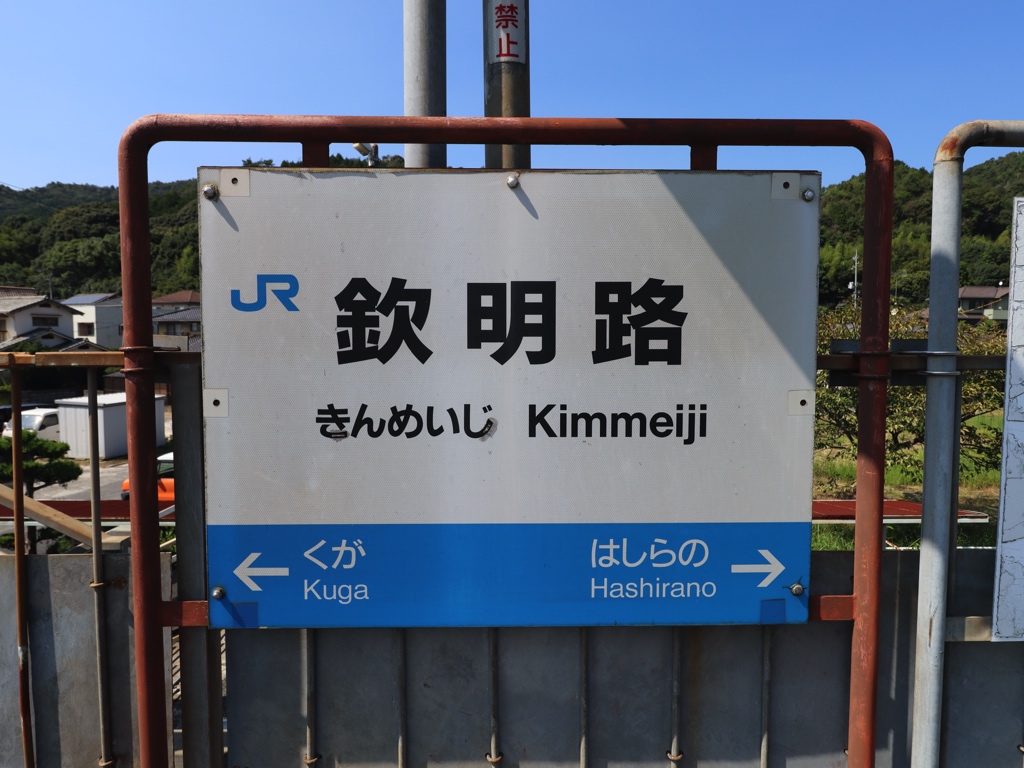 禁止
JR 欽明路
きんめいじ Kimmeiji
← くが はしらの →
Kuga Hashirano